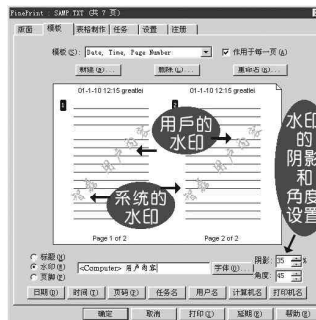 FinePrint : SAMP.TXT (共 7 页)
版面 模板 表格制作 任务 设置 注册
模板(S): Date, Time, Page Number 作用于每一页(A)
新建(N)... 删除(L)... 重命名(R)...
01-1-10 12:15 greatlei 01-1-10 12:15 greatlei
1 2
用戶的
水印
系统的
水印
水印
的
阴影
和
角度
设置
Page 1 of 2 Page 2 of 2
标题(H)
水印(W)
页脚(F)
<Computer> 用户内容
字体(O)...
阴影: 35 %
角度: 45
日期(D) 时间(T) 页码(G) 任务名 用户名 计算机名 打印机名
确定 取消 打印(I) 延期(E) 帮助(H)